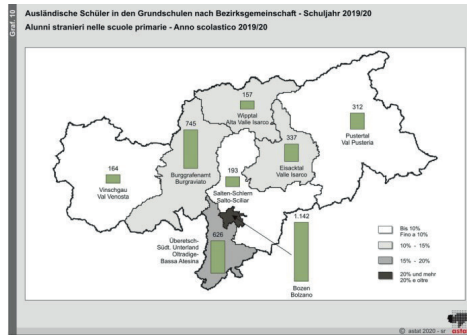 Graf. 10
Ausländische Schüler in den Grundschulen nach Bezirksgemeinschaft - Schuljahr 2019/20
Alunni stranieri nelle scuole primarie - Anno scolastico 2019/20
157
Wipptal
Alta Valle Isarco
745
Burggrafenamt
Burgraviato
312
Pustertal
Val Pusteria
337
Eisacktal
Valle Isarco
164
Vinschgau
Val Venosta
193
Salten-Schlern
Salto-Sciliar
Überetsch-
Südt. Unterland
Oltradige-
Bassa Atesina
626
1.142
Bozen
Bolzano
Bis 10%
Fino a 10%
10% - 15%
15% - 20%
20% und mehr
20% e oltre
© astat 2020 - sr
astat